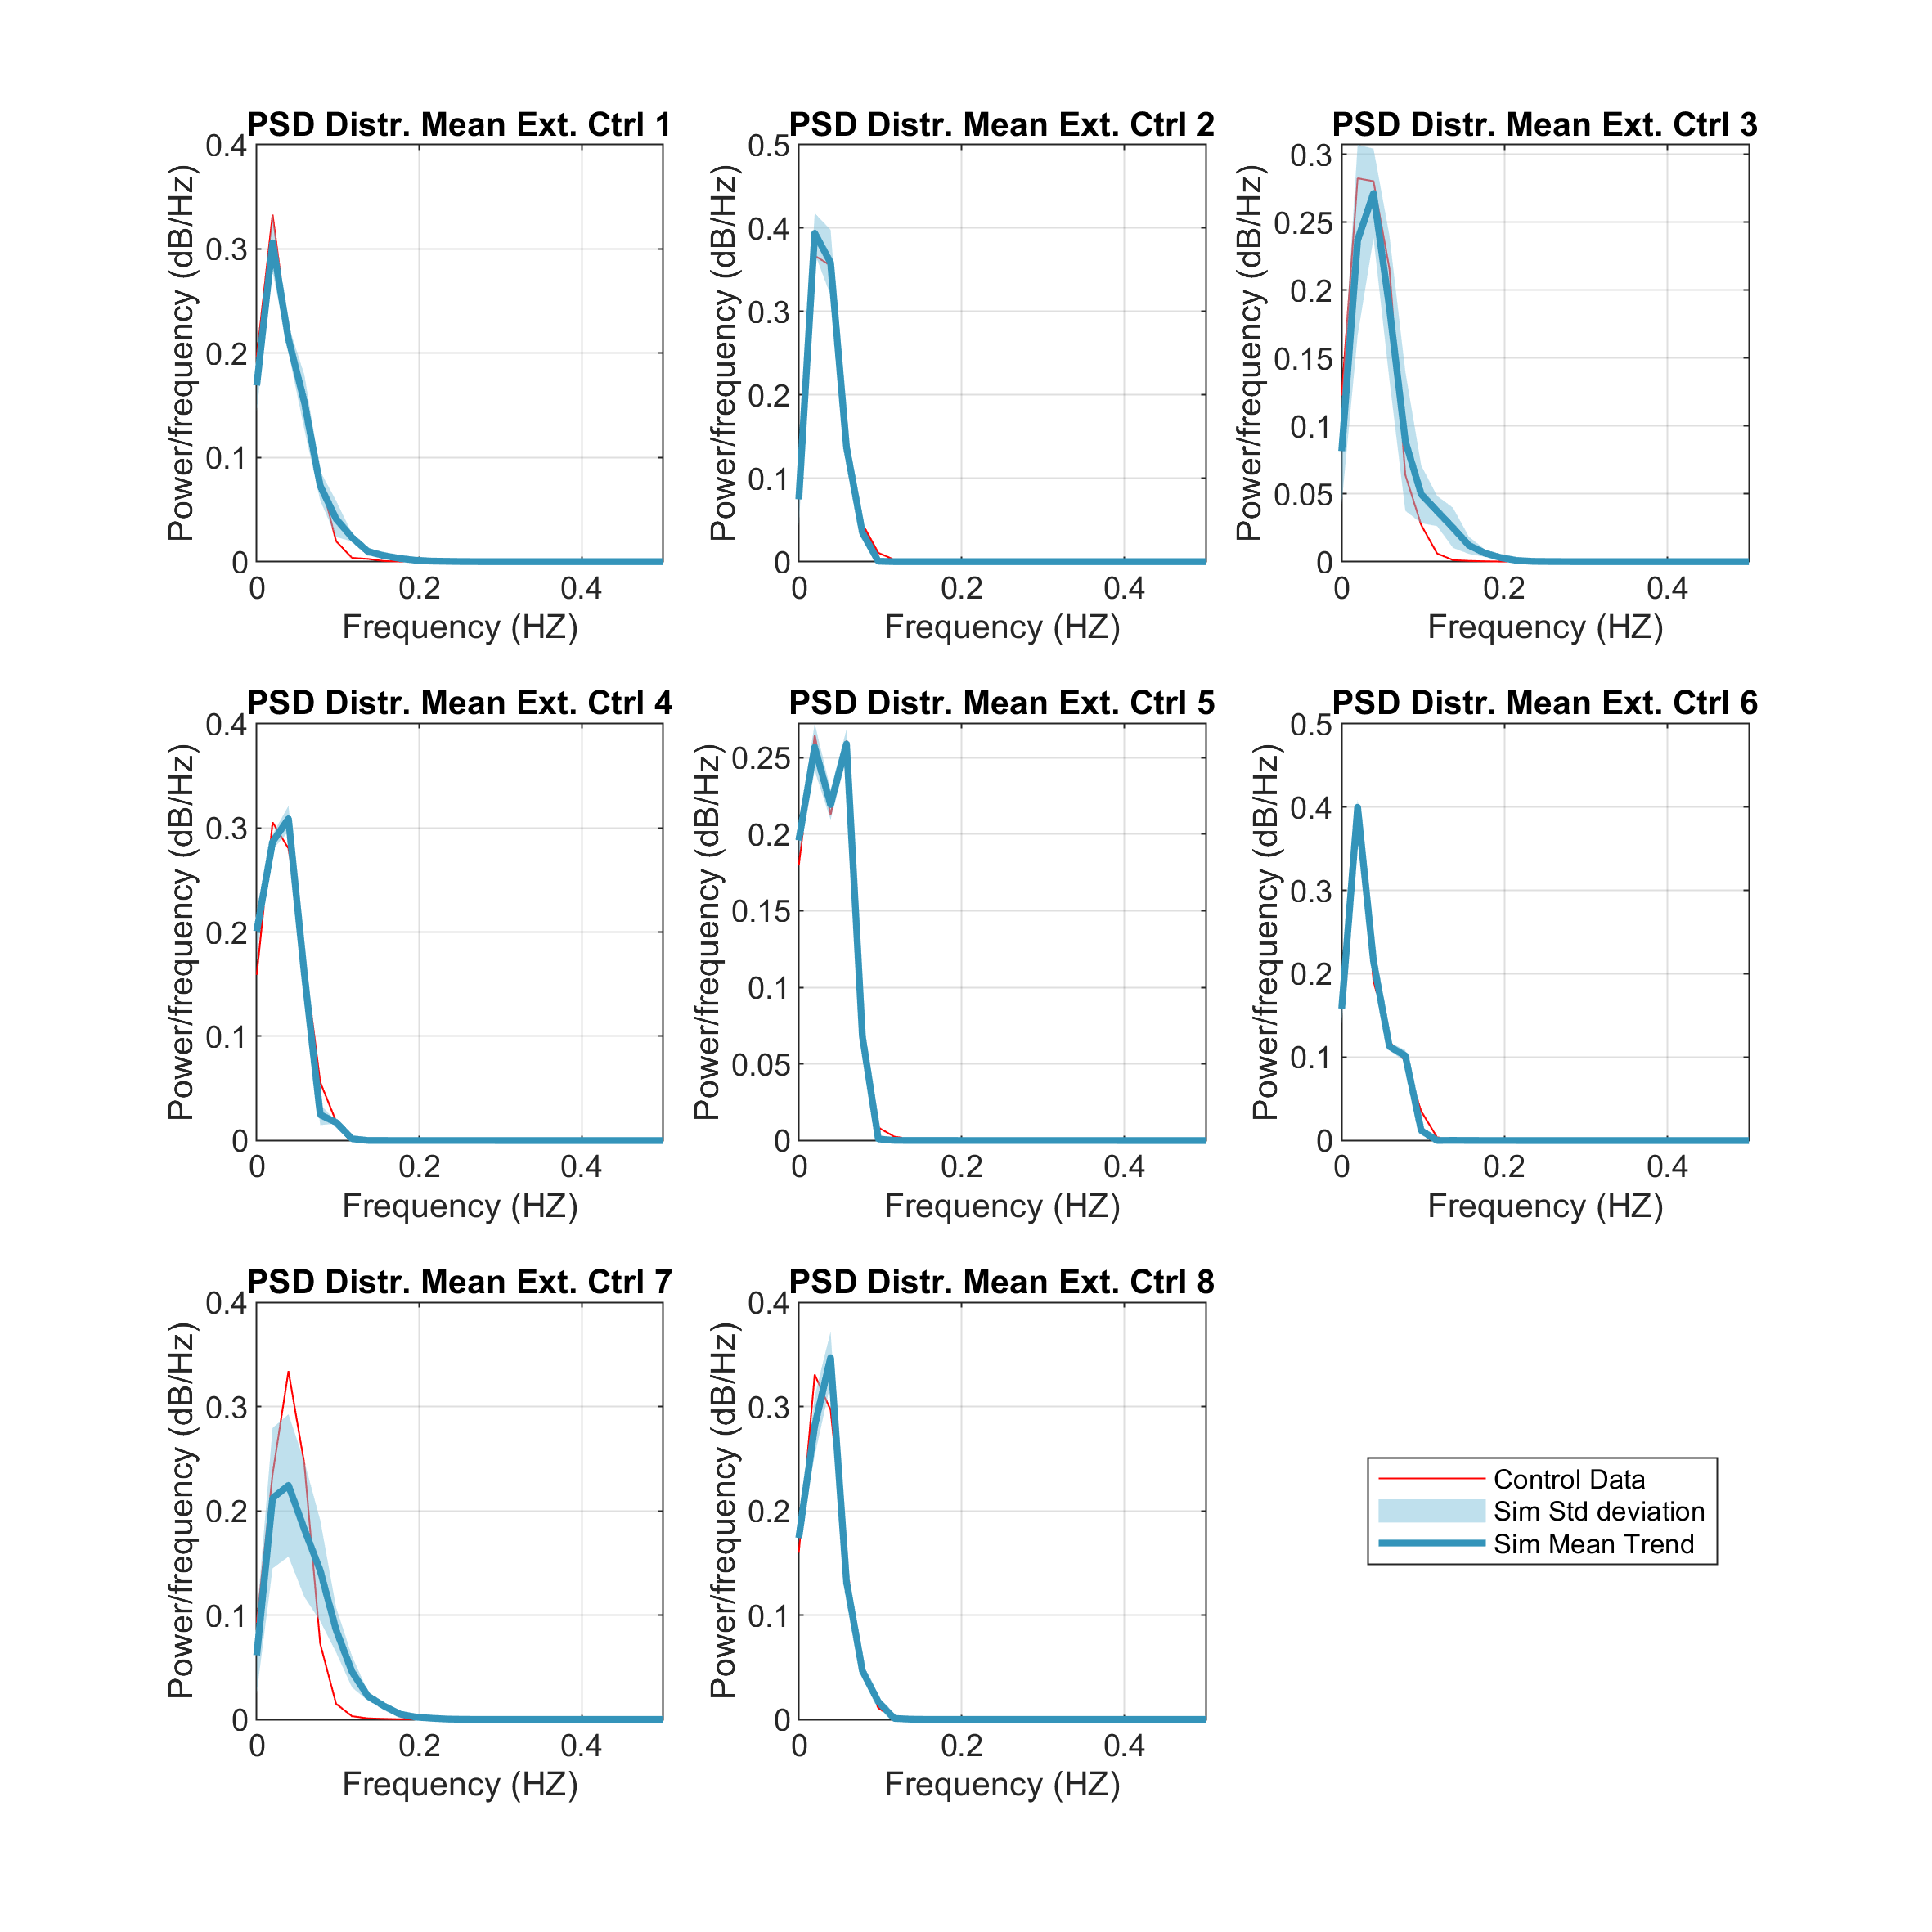 PSD Distr. Mean Ext. Ctrl 1
0.4
0.3
0.2
0.1
0
Power/frequency (dB/Hz)
0 0.2 0.4
Frequency (HZ)
PSD Distr. Mean Ext. Ctrl 2
0.5
0.4
0.3
0.2
0.1
0
Power/frequency (dB/Hz)
0 0.2 0.4
Frequency (HZ)
PSD Distr. Mean Ext. Ctrl 3
0.3
0.25
0.2
0.15
0.1
0.05
0
Power/frequency (dB/Hz)
0 0.2 0.4
Frequency (HZ)
PSD Distr. Mean Ext. Ctrl 4
0.4
0.3
0.2
0.1
0
Power/frequency (dB/Hz)
0 0.2 0.4
Frequency (HZ)
PSD Distr. Mean Ext. Ctrl 5
0.25
0.2
0.15
0.1
0.05
0
Power/frequency (dB/Hz)
0 0.2 0.4
Frequency (HZ)
PSD Distr. Mean Ext. Ctrl 6
0.5
0.4
0.3
0.2
0.1
0
Power/frequency (dB/Hz)
0 0.2 0.4
Frequency (HZ)
PSD Distr. Mean Ext. Ctrl 7
0.4
0.3
0.2
0.1
0
Power/frequency (dB/Hz)
0 0.2 0.4
Frequency (HZ)
PSD Distr. Mean Ext. Ctrl 8
0.4
0.3
0.2
0.1
0
Power/frequency (dB/Hz)
0 0.2 0.4
Frequency (HZ)
Control Data
Sim Std deviation
Sim Mean Trend